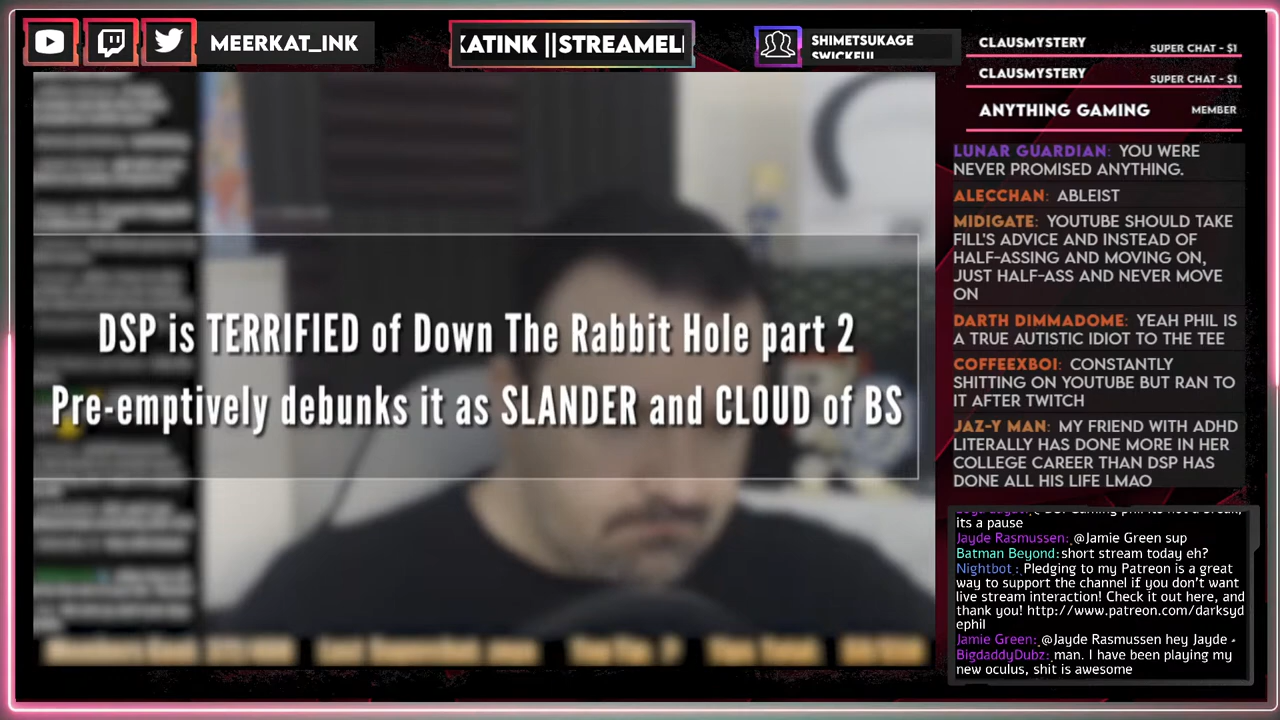 MEERKAT_INK
KATINK ||STREAMEL
SHIMETSUKAGE
SWICKFUL
CLAUSMYSTERY SUPER CHAT - $1
CLAUSMYSTERY SUPER CHAT - $1
ANYTHING GAMING MEMBER
DSP is TERRIFIED of Down The Rabbit Hole part 2
Pre-emptively debunks it as SLANDER and CLOUD of BS
LUNAR GUARDIAN: YOU WERE
NEVER PROMISED ANYTHING.
ALECCHAN: ABLEIST
MIDIGATE: YOUTUBE SHOULD TAKE
FILL'S ADVICE AND INSTEAD OF
HALF-ASSING AND MOVING ON,
JUST HALF-ASS AND NEVER MOVE
ON
DARTH DIMMADOME: YEAH PHIL IS
A TRUE AUTISTIC IDIOT TO THE TEE
COFFEEXBOI: CONSTANTLY
SHITTING ON YOUTUBE BUT RAN TO
IT AFTER TWITCH
JAZ-Y MAN: MY FRIEND WITH ADHD
LITERALLY HAS DONE MORE IN HER
COLLEGE CAREER THAN DSP HAS
DONE ALL HIS LIFE LMAO
its a pause
Jayde Rasmussen: @Jamie Green sup
Batman Beyond: short stream today eh?
Nightbot : Pledging to my Patreon is a great
way to support the channel if you don't want
live stream interaction! Check it out here, and
thank you! http://www.patreon.com/darksyd
ephil
Jamie Green: @Jayde Rasmussen hey Jayde
BigdaddyDubz: man. I have been playing my
new oculus, shit is awesome